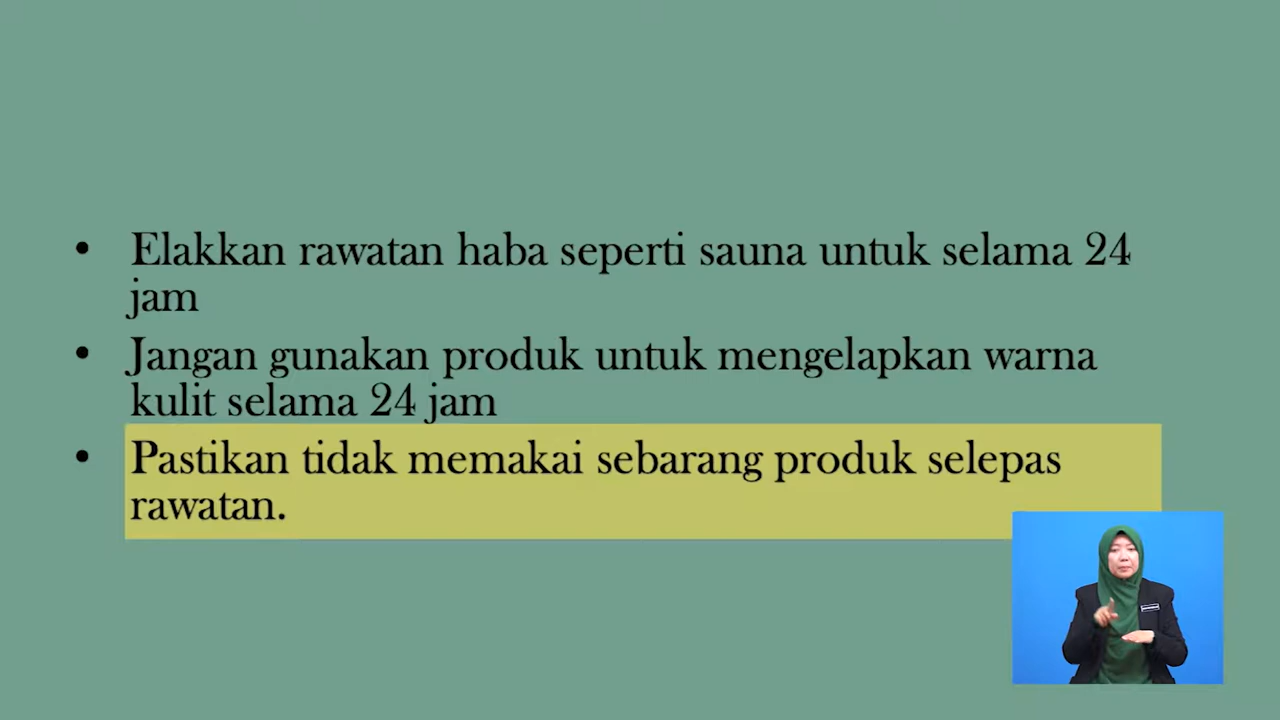 • Elakkan rawatan haba seperti sauna untuk selama 24
jam
• Jangan gunakan produk untuk mengelapkan warna
kulit selama 24 jam
• Pastikan tidak memakai sebarang produk selepas
rawatan.